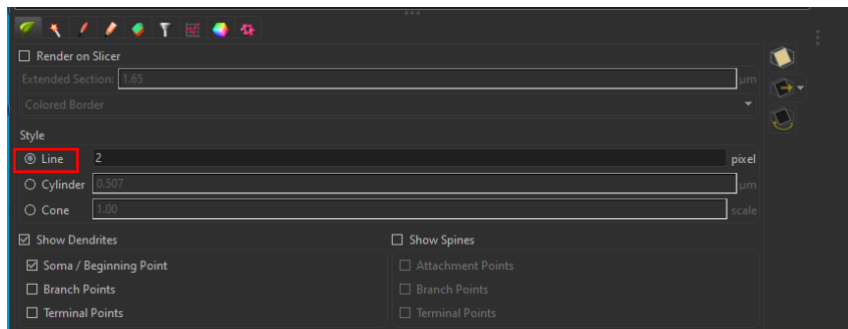 Render on Slicer
Extended Section: 1.65 µm
Colored Border
Style
Line 2 pixel
Cylinder 0.507 µm
Cone 1.00 scale
Show Dendrites
Soma / Beginning Point
Branch Points
Terminal Points
Show Spines
Attachment Points
Branch Points
Terminal Points